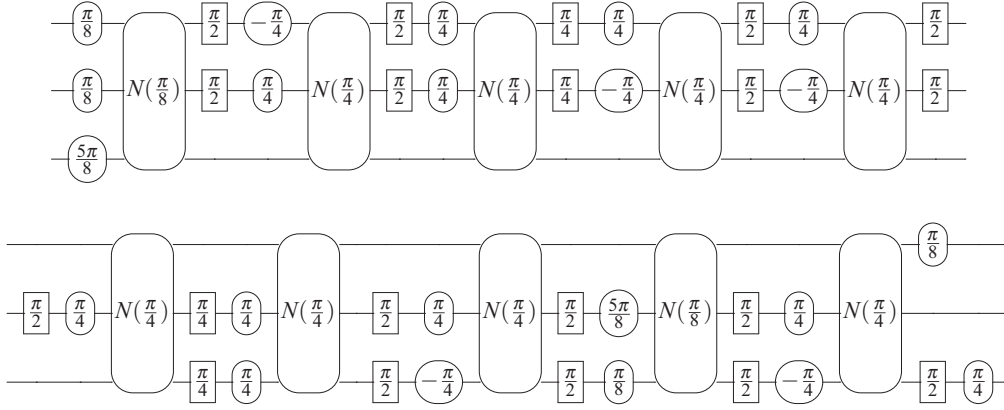 π/8 π/2 −π/4 π/2 π/4 π/4 π/4 π/2 π/4 π/2
π/8 N(π/8) π/2 π/4 N(π/4) π/2 π/4 N(π/4) π/4 −π/4 N(π/4) π/2 −π/4 N(π/4) π/2
5π/8
π/8
π/2 π/4 N(π/4) π/4 π/4 N(π/4) π/2 π/4 N(π/4) π/2 5π/8 N(π/8) π/2 π/4 N(π/4)
π/4 π/4 π/2 −π/4 π/2 π/8 π/2 −π/4 π/2 π/4